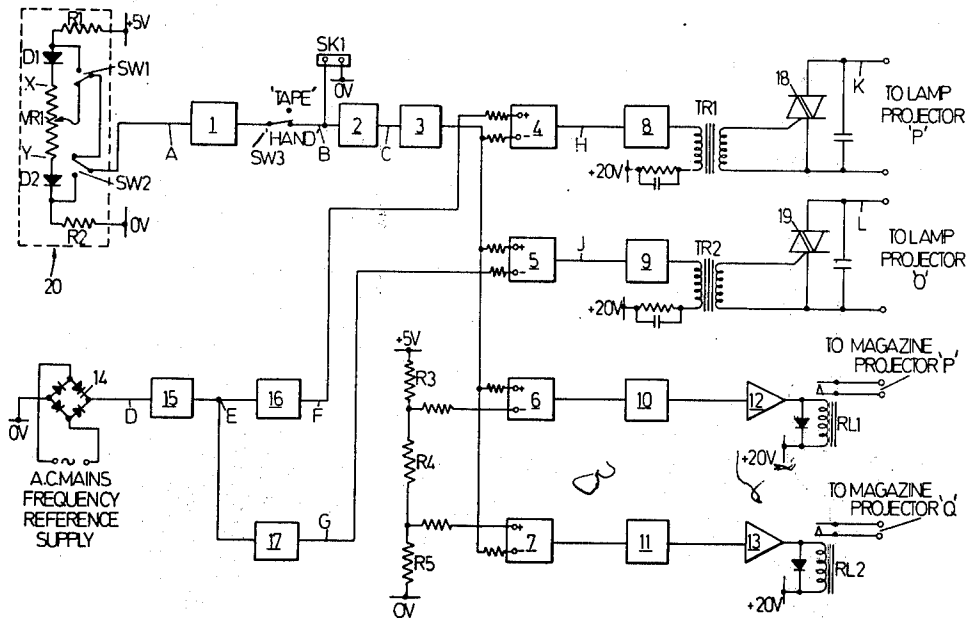 R1
+5V
D1
SW1
X
VR1
Y
D2
SW2
R2
0V
20
A
1
'TAPE'
'HAND'
SW3
SK1
0V
B
2
C
3
+
-
4
H
8
TR1
+20V
18
K
TO LAMP
PROJECTOR
'P'
+
-
5
J
9
TR2
+20V
19
L
TO LAMP
PROJECTOR
'Q'
14
0V
D
15
E
16
F
17
G
A.C.MAINS
FREQUENCY
REFERENCE
SUPPLY
+5V
R3
R4
R5
0V
+
-
6
10
12
TO MAGAZINE
PROJECTOR 'P'
RL1
+20V
+
-
7
11
13
TO MAGAZINE
PROJECTOR 'Q'
RL2
+20V